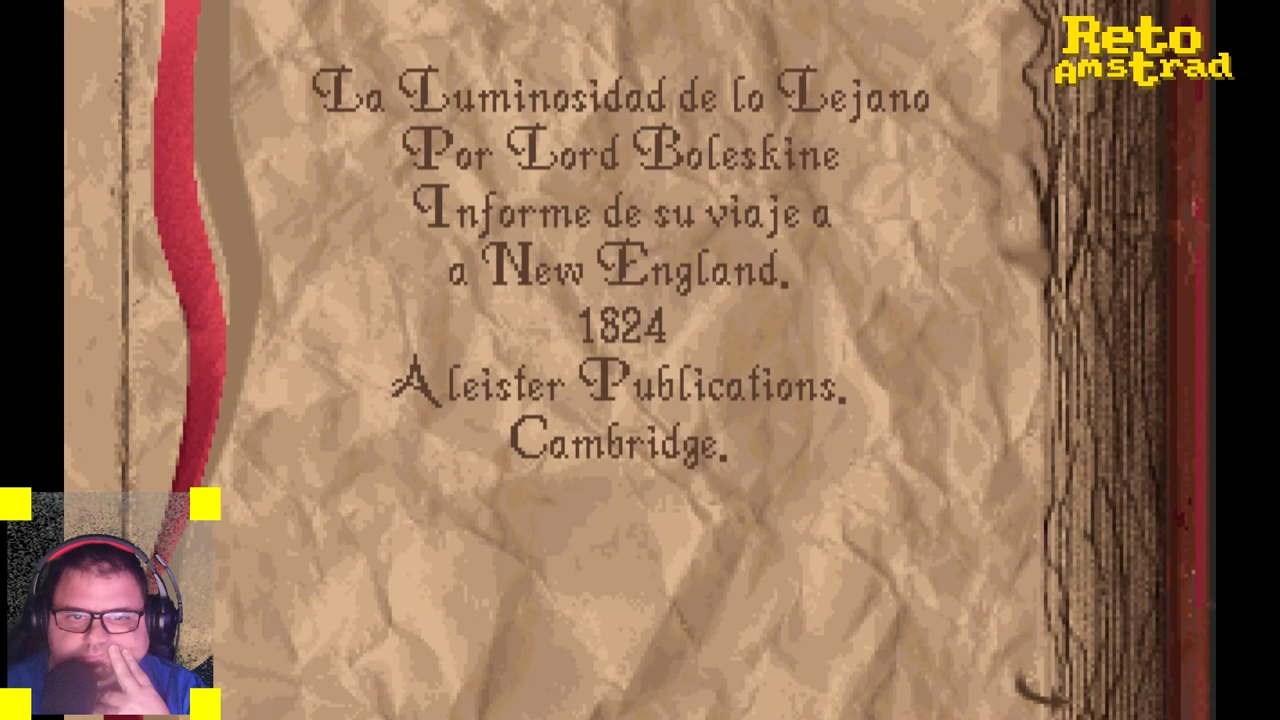 La Luminosidad de lo Lejano
Por Lord Boleskine
Informe de su viaje a
a New England.
1824
Aleister Publications.
Cambridge.
Reto
Amstrad